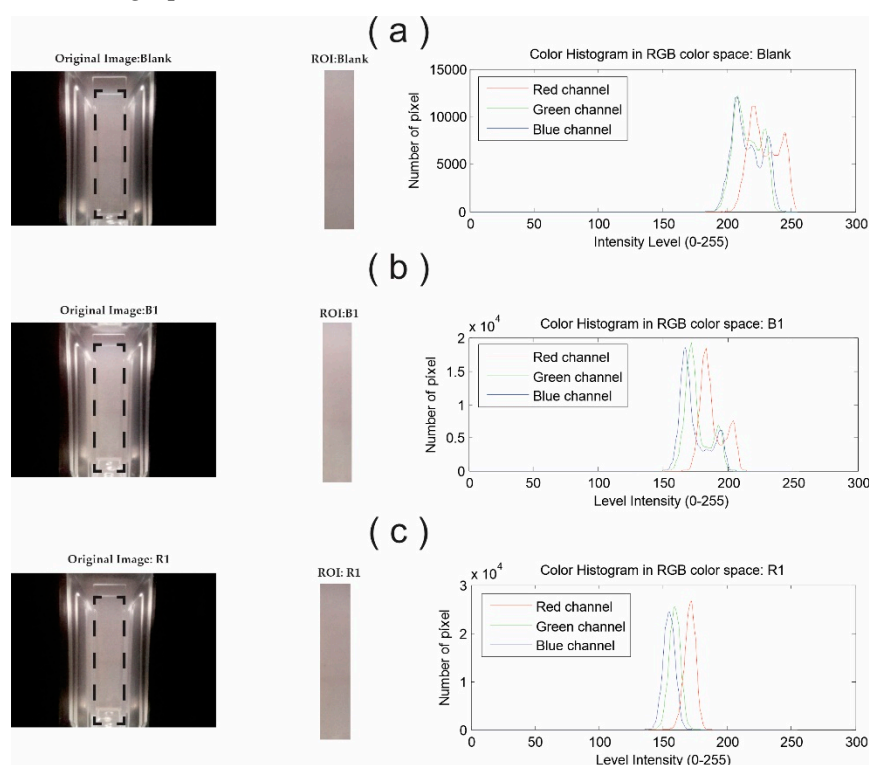 ( a )
Original Image:Blank
ROI:Blank
Color Histogram in RGB color space: Blank
15000
10000
5000
0
Number of pixel
Red channel
Green channel
Blue channel
0 50 100 150 200 250 300
Intensity Level (0-255)
( b )
Original Image:B1
ROI:B1
Color Histogram in RGB color space: B1
x 10^4
2
1.5
1
0.5
0
Number of pixel
Red channel
Green channel
Blue channel
0 50 100 150 200 250 300
Level Intensity (0-255)
( c )
Original Image: R1
ROI: R1
Color Histogram in RGB color space: R1
x 10^4
3
2
1
0
Number of pixel
Red channel
Green channel
Blue channel
0 50 100 150 200 250 300
Level Intensity (0-255)